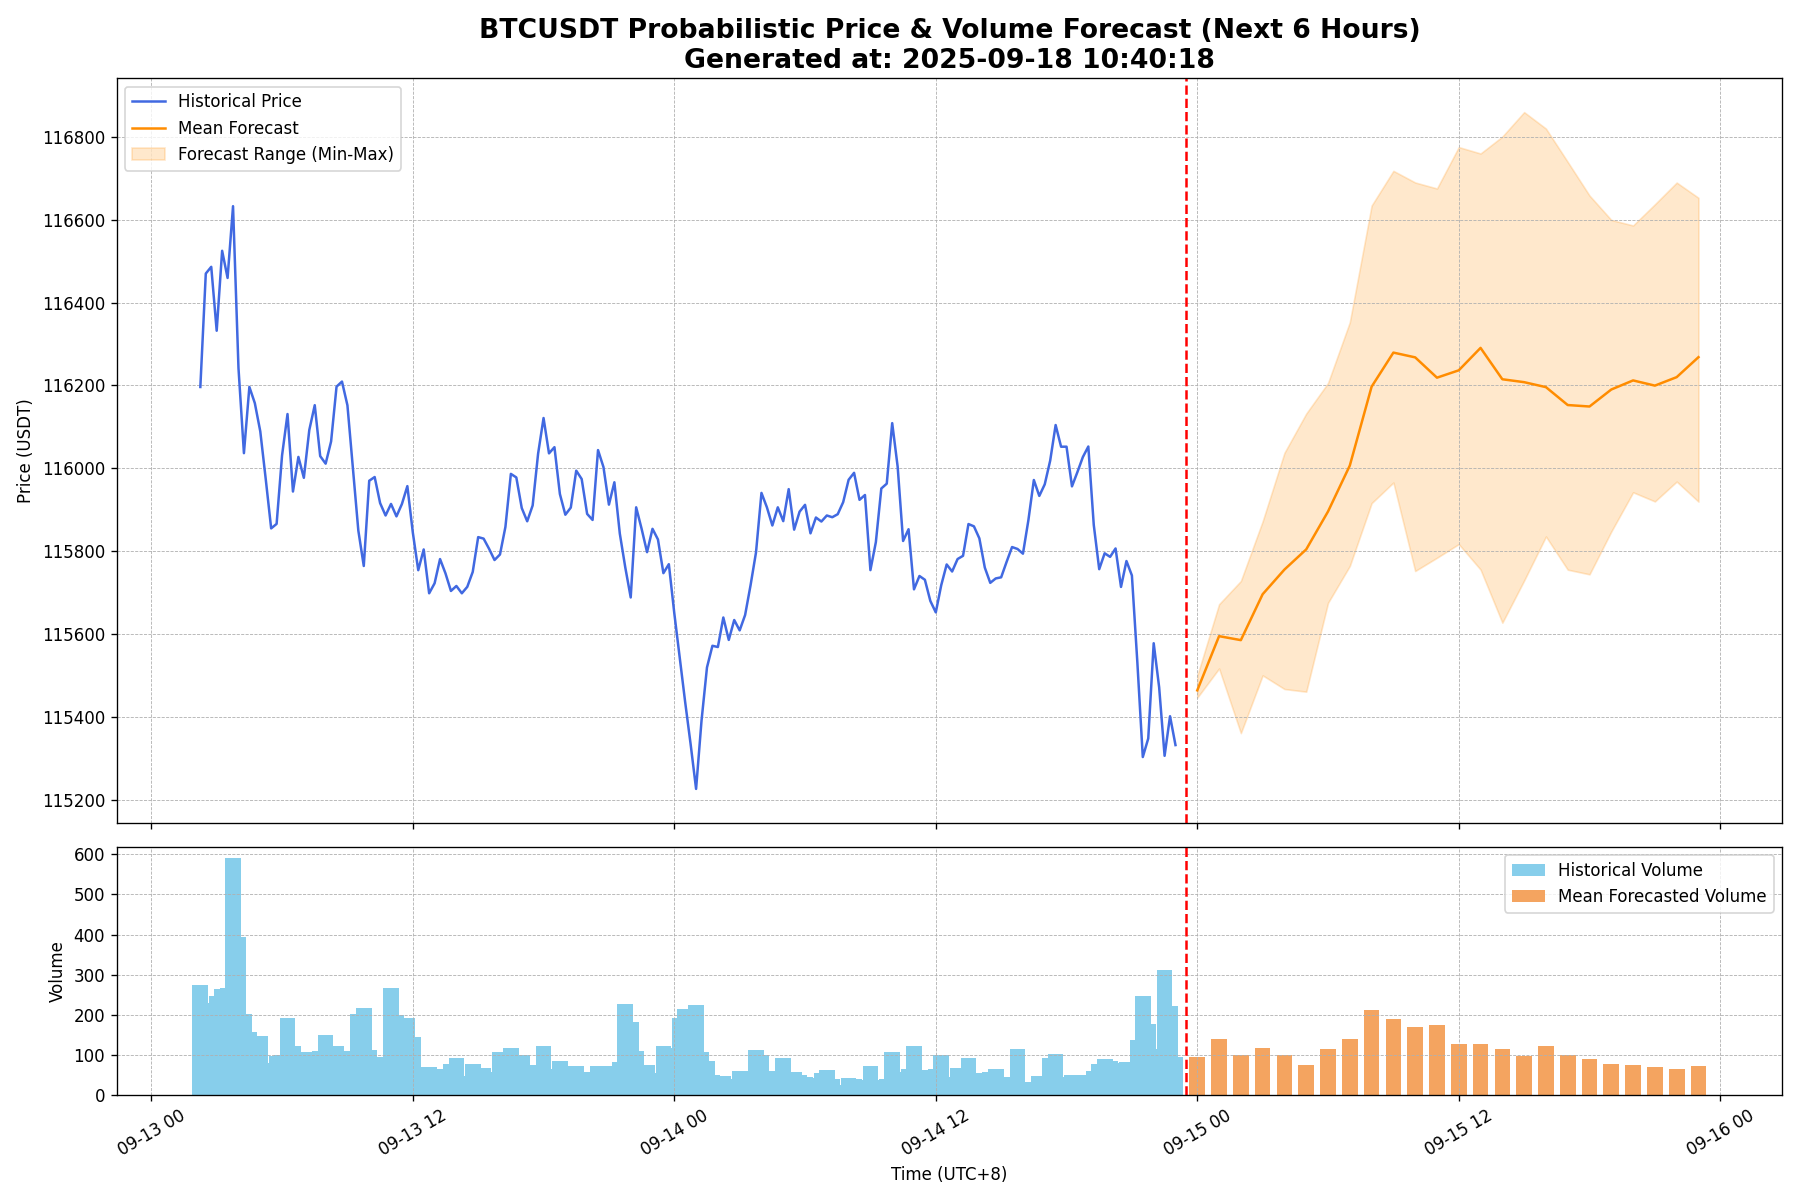 BTCUSDT Probabilistic Price & Volume Forecast (Next 6 Hours)
Generated at: 2025-09-18 10:40:18
Historical Price
Mean Forecast
Forecast Range (Min-Max)
Price (USDT)
116800
116600
116400
116200
116000
115800
115600
115400
115200
Historical Volume
Mean Forecasted Volume
Volume
600
500
400
300
200
100
0
09-13 00
09-13 12
09-14 00
09-14 12
09-15 00
09-15 12
09-16 00
Time (UTC+8)